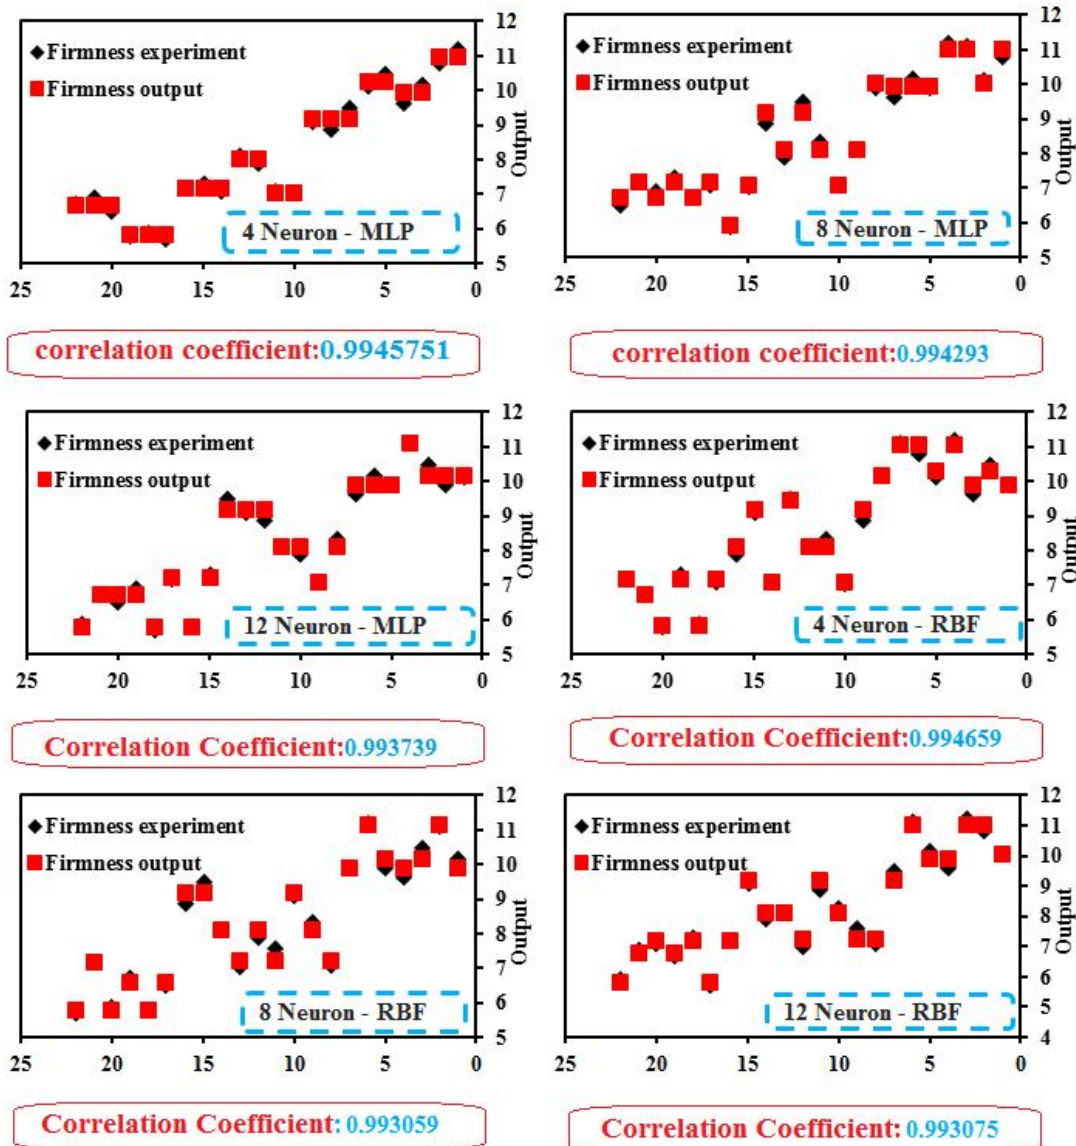 Firmness experiment
Firmness output
4 Neuron - MLP
12
11
10
9
8
7
6
5
Output
25 20 15 10 5 0
correlation coefficient:0.9945751
Firmness experiment
Firmness output
8 Neuron - MLP
12
11
10
9
8
7
6
5
Output
25 20 15 10 5 0
correlation coefficient:0.994293
Firmness experiment
Firmness output
12 Neuron - MLP
12
11
10
9
8
7
6
5
Output
25 20 15 10 5 0
Correlation Coefficient:0.993739
Firmness experiment
Firmness output
4 Neuron - RBF
12
11
10
9
8
7
6
5
Output
25 20 15 10 5 0
Correlation Coefficient:0.994659
Firmness experiment
Firmness output
8 Neuron - RBF
12
11
10
9
8
7
6
5
Output
25 20 15 10 5 0
Correlation Coefficient: 0.993059
Firmness experiment
Firmness output
12 Neuron - RBF
12
11
10
9
8
7
6
5
4
Output
25 20 15 10 5 0
Correlation Coefficient: 0.993075